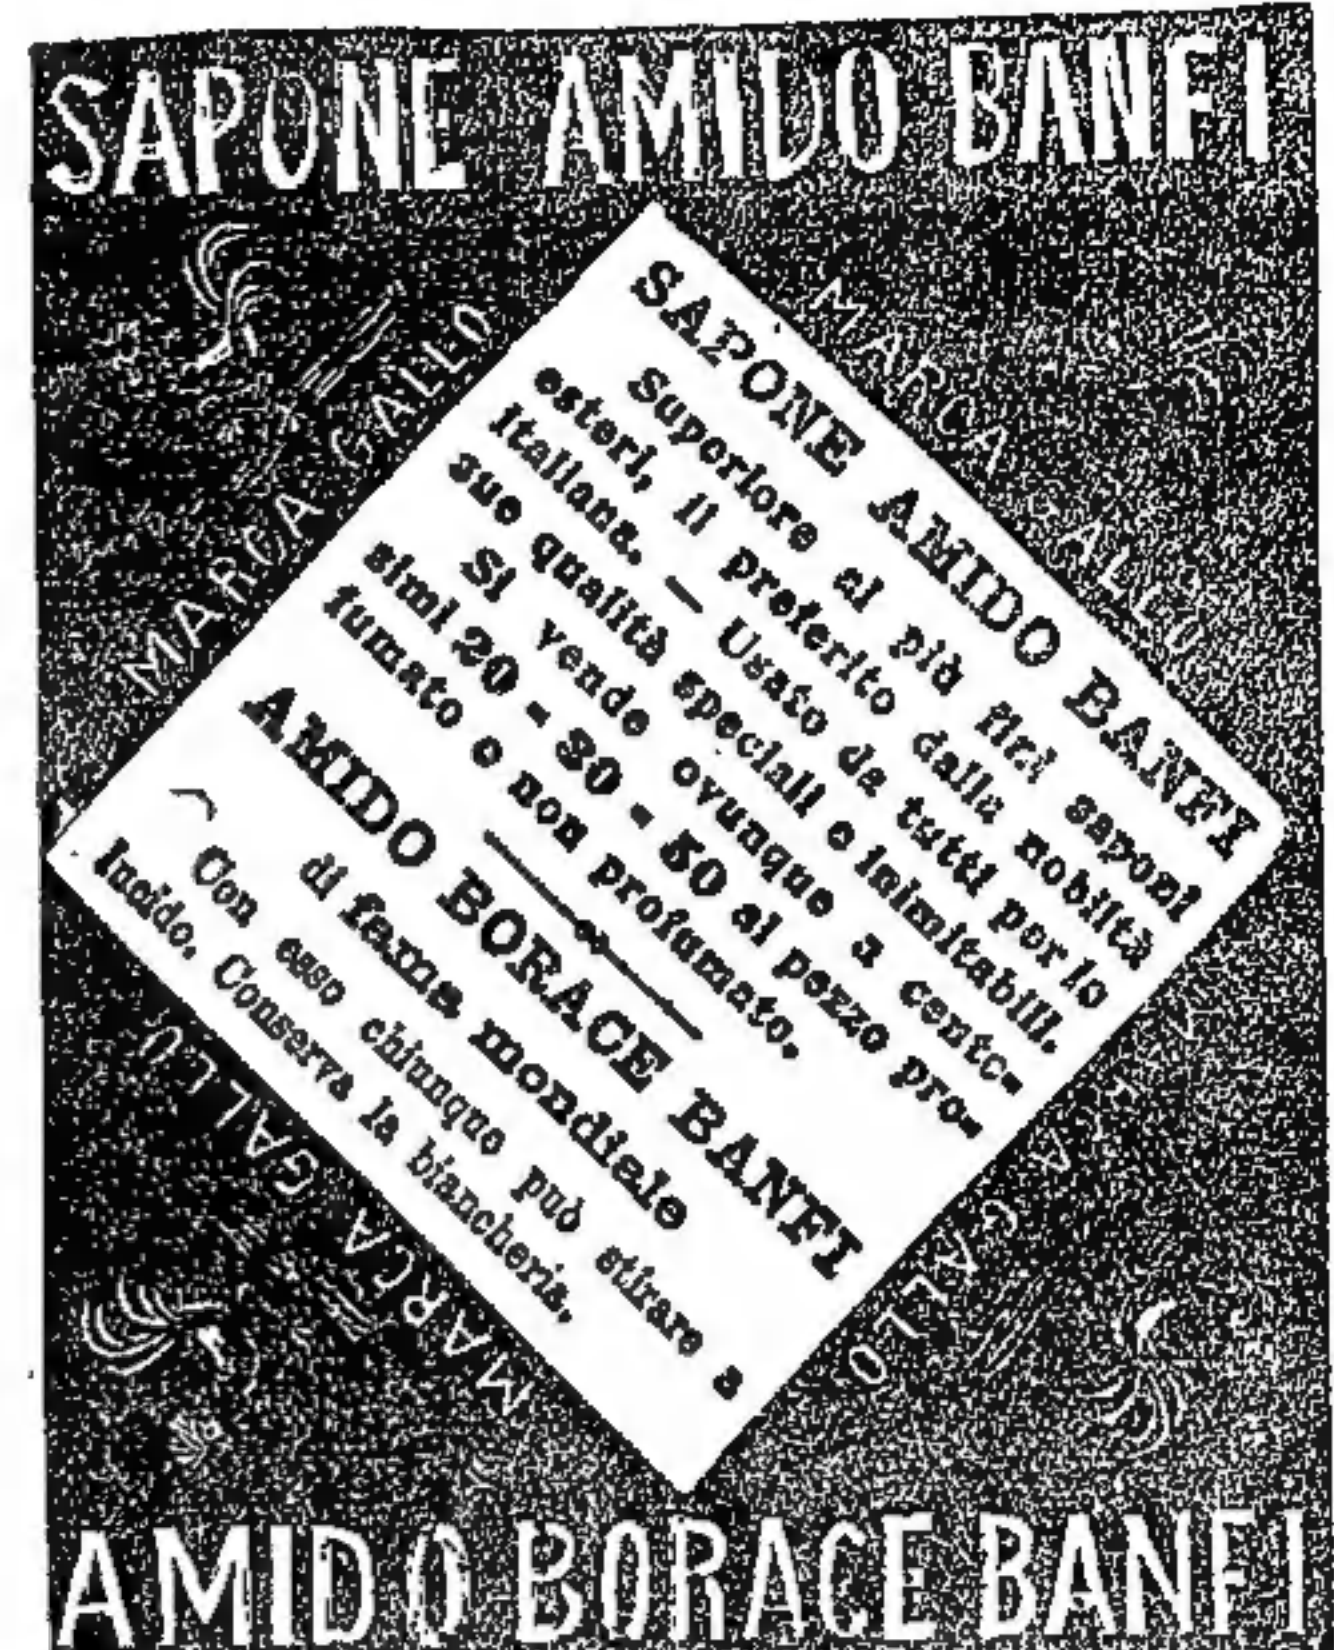 SAPONE AMIDO BANFI
MARCA GALLO
MARCA GALLO
SAPONE AMIDO BANFI
Superiore ai più fini saponi
esteri, il preferito dalla nobiltà
italiana. — Usato da tutti per le
sue qualità speciali e inimitabili.
Si vende ovunque a cente-
simi 20 - 30 - 50 al pezzo pro-
fumato e non profumato.
AMIDO BORACE BANFI
di fama mondiale
Con esso chiunque può stirare a
lucido. Conserva la biancheria.
MARCA GALLO
MARCA GALLO
AMIDO BORACE BANFI